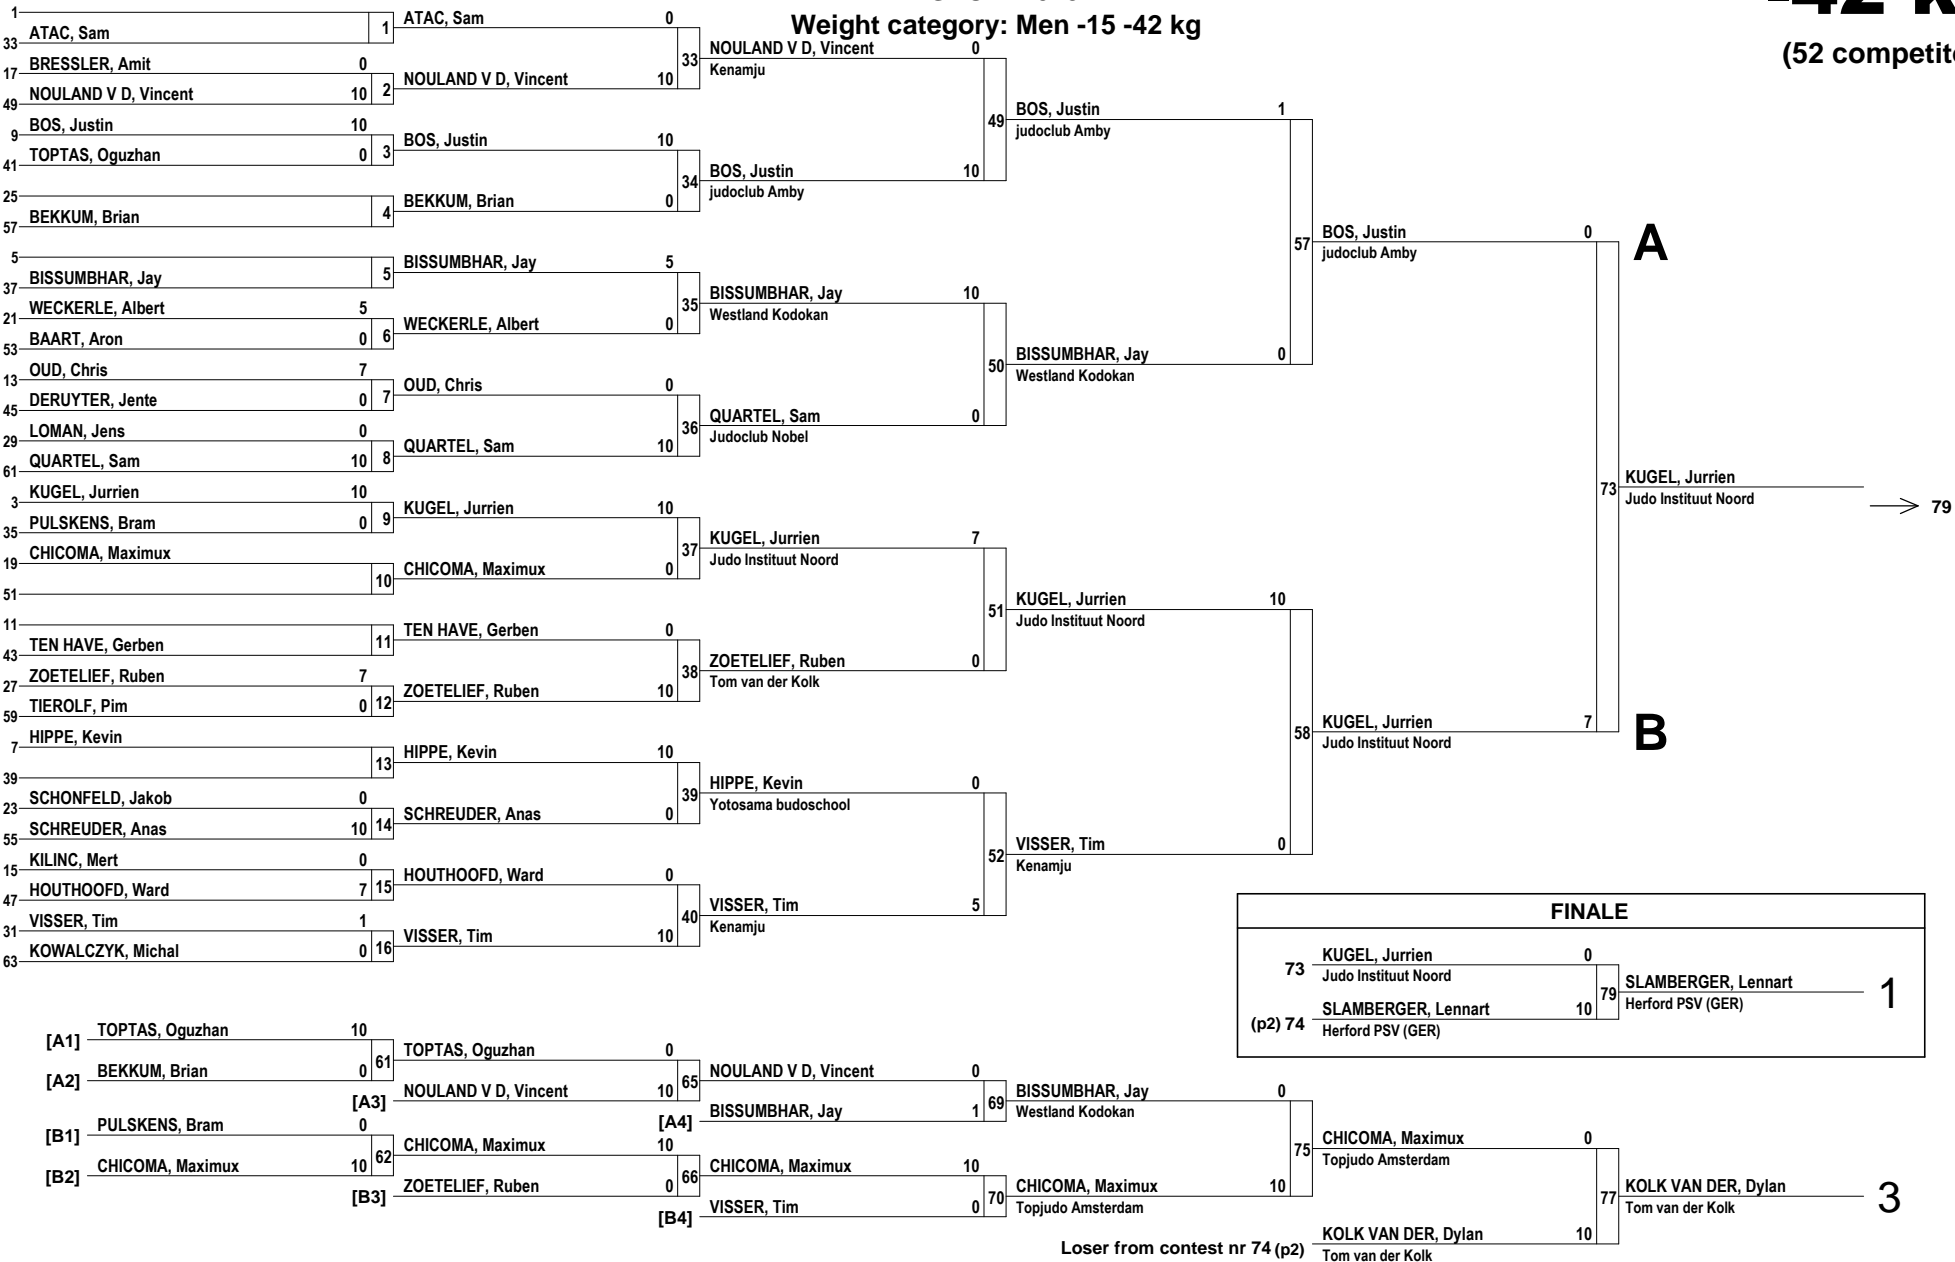 -42 k
(52 competit
Weight category: Men -15 -42 kg
1
33 ATAC, Sam
1
17 BRESSLER, Amit 0
49 NOULAND V D, Vincent 10
2
9 BOS, Justin 10
41 TOPTAS, Oguzhan 0
3
25
57 BEKKUM, Brian
4
5
37 BISSUMBHAR, Jay
5
21 WECKERLE, Albert 5
53 BAART, Aron 0
6
13 OUD, Chris 7
45 DERUYTER, Jente 0
7
29 LOMAN, Jens 0
61 QUARTEL, Sam 10
8
3 KUGEL, Jurrien 10
35 PULSKENS, Bram 0
9
19 CHICOMA, Maximux
51
10
11
43 TEN HAVE, Gerben
11
27 ZOETELIEF, Ruben 7
59 TIEROLF, Pim 0
12
7 HIPPE, Kevin
39
13
23 SCHONFELD, Jakob 0
55 SCHREUDER, Anas 10
14
15 KILINC, Mert 0
47 HOUTHOOFD, Ward 7
15
31 VISSER, Tim 1
63 KOWALCZYK, Michal 0
16
ATAC, Sam 0
NOULAND V D, Vincent 10
33
BOS, Justin 10
BEKKUM, Brian 0
34
BISSUMBHAR, Jay 5
WECKERLE, Albert 0
35
OUD, Chris 0
QUARTEL, Sam 10
36
KUGEL, Jurrien 10
CHICOMA, Maximux 0
37
TEN HAVE, Gerben 0
ZOETELIEF, Ruben 10
38
HIPPE, Kevin 10
SCHREUDER, Anas 0
39
HOUTHOOFD, Ward 0
VISSER, Tim 10
40
NOULAND V D, Vincent 0
Kenamju
BOS, Justin 10
judoclub Amby
49
BISSUMBHAR, Jay 10
Westland Kodokan
QUARTEL, Sam 0
Judoclub Nobel
50
KUGEL, Jurrien 7
Judo Instituut Noord
ZOETELIEF, Ruben 0
Tom van der Kolk
51
HIPPE, Kevin 0
Yotosama budoschool
VISSER, Tim 5
Kenamju
52
BOS, Justin 1
judoclub Amby
BISSUMBHAR, Jay 0
Westland Kodokan
57
KUGEL, Jurrien 10
Judo Instituut Noord
VISSER, Tim 0
Kenamju
58
BOS, Justin 0
judoclub Amby
A
KUGEL, Jurrien 7
Judo Instituut Noord
B
73
KUGEL, Jurrien
Judo Instituut Noord
79
FINALE
73 KUGEL, Jurrien 0
Judo Instituut Noord
(p2) 74 SLAMBERGER, Lennart 10
Herford PSV (GER)
79
SLAMBERGER, Lennart 1
Herford PSV (GER)
[A1] TOPTAS, Oguzhan 10
[A2] BEKKUM, Brian 0
61
[B1] PULSKENS, Bram 0
[B2] CHICOMA, Maximux 10
62
TOPTAS, Oguzhan 0
[A3] NOULAND V D, Vincent 10
65
CHICOMA, Maximux 10
[B3] ZOETELIEF, Ruben 0
66
NOULAND V D, Vincent 0
[A4] BISSUMBHAR, Jay 1
69
CHICOMA, Maximux 10
[B4] VISSER, Tim 0
70
BISSUMBHAR, Jay 0
Westland Kodokan
CHICOMA, Maximux 10
Topjudo Amsterdam
75
CHICOMA, Maximux 0
Topjudo Amsterdam
Loser from contest nr 74 (p2) KOLK VAN DER, Dylan 10
Tom van der Kolk
77
KOLK VAN DER, Dylan 3
Tom van der Kolk